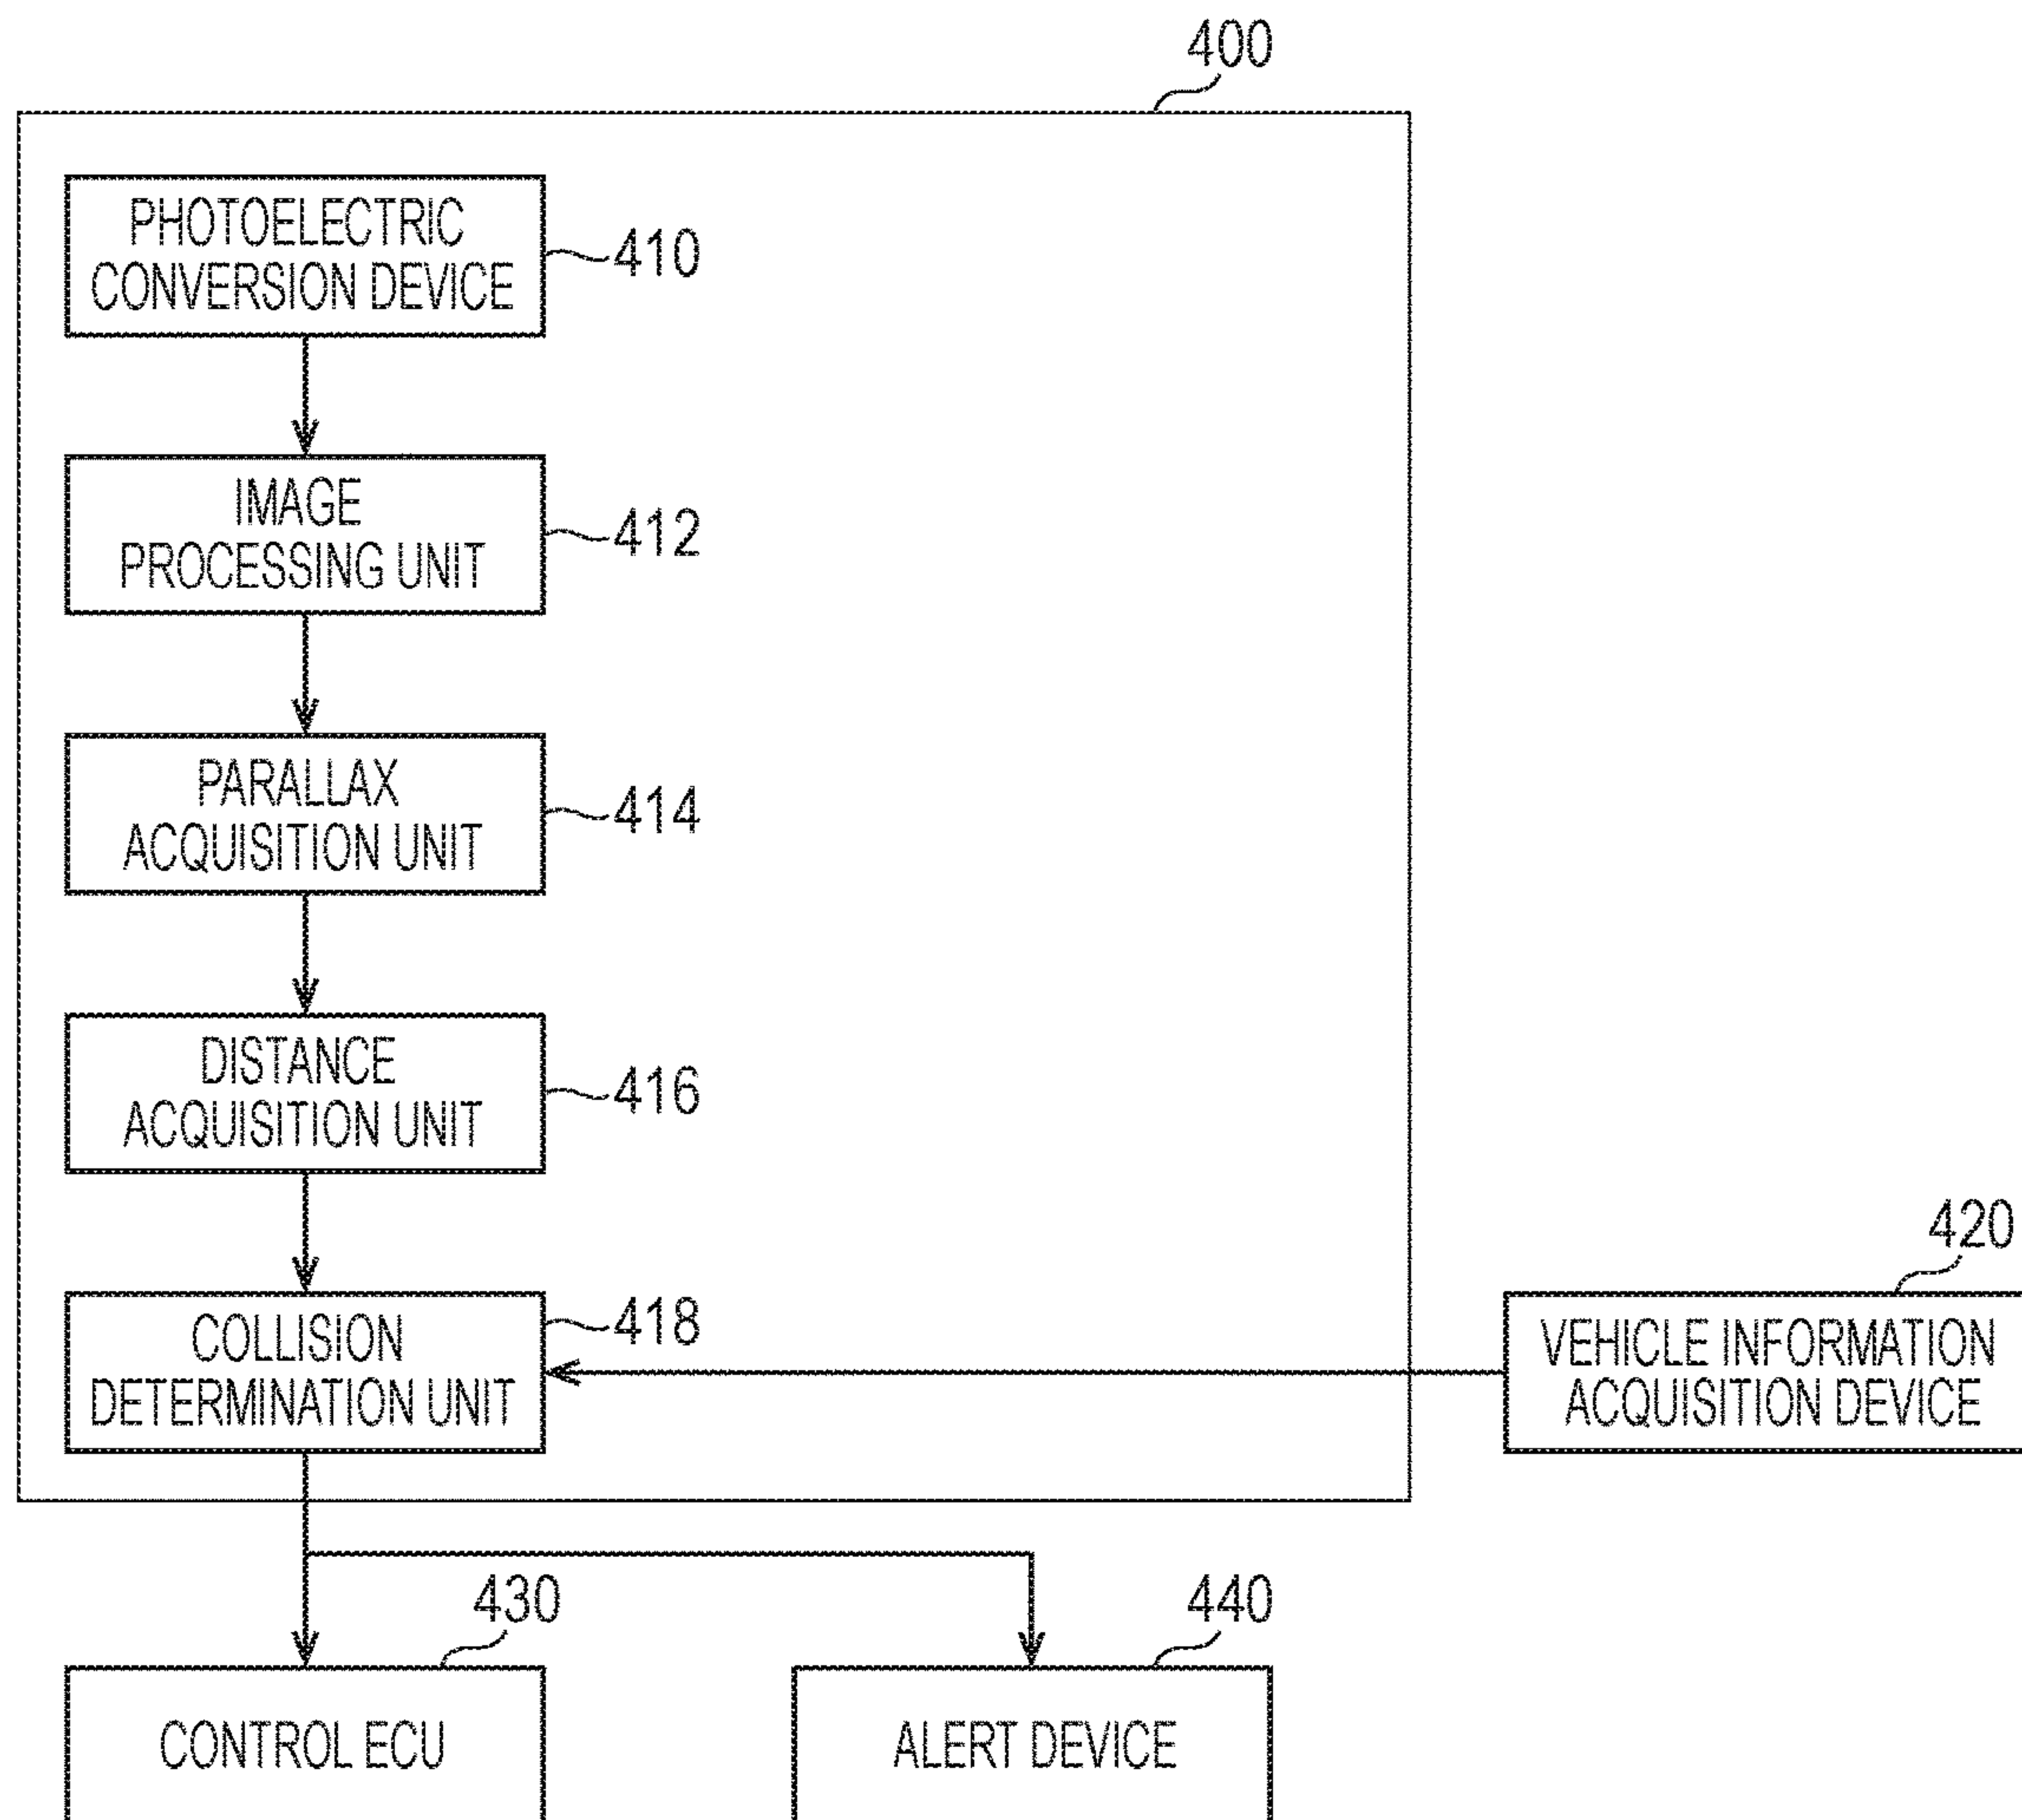 400
PHOTOELECTRIC
CONVERSION DEVICE
410
IMAGE
PROCESSING UNIT
412
PARALLAX
ACQUISITION UNIT
414
DISTANCE
ACQUISITION UNIT
416
420
COLLISION
DETERMINATION UNIT
418
VEHICLE INFORMATION
ACQUISITION DEVICE
430
440
CONTROL ECU
ALERT DEVICE